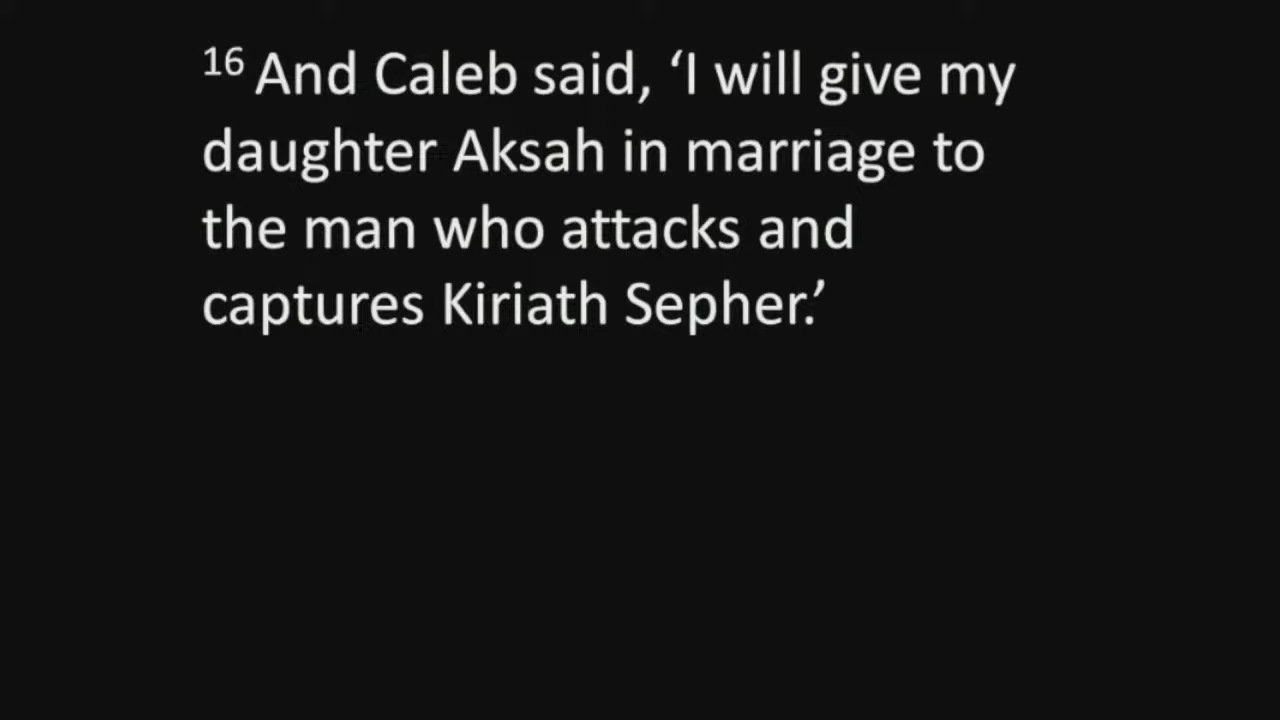 16 And Caleb said, ‘I will give my
daughter Aksah in marriage to
the man who attacks and
captures Kiriath Sepher.’